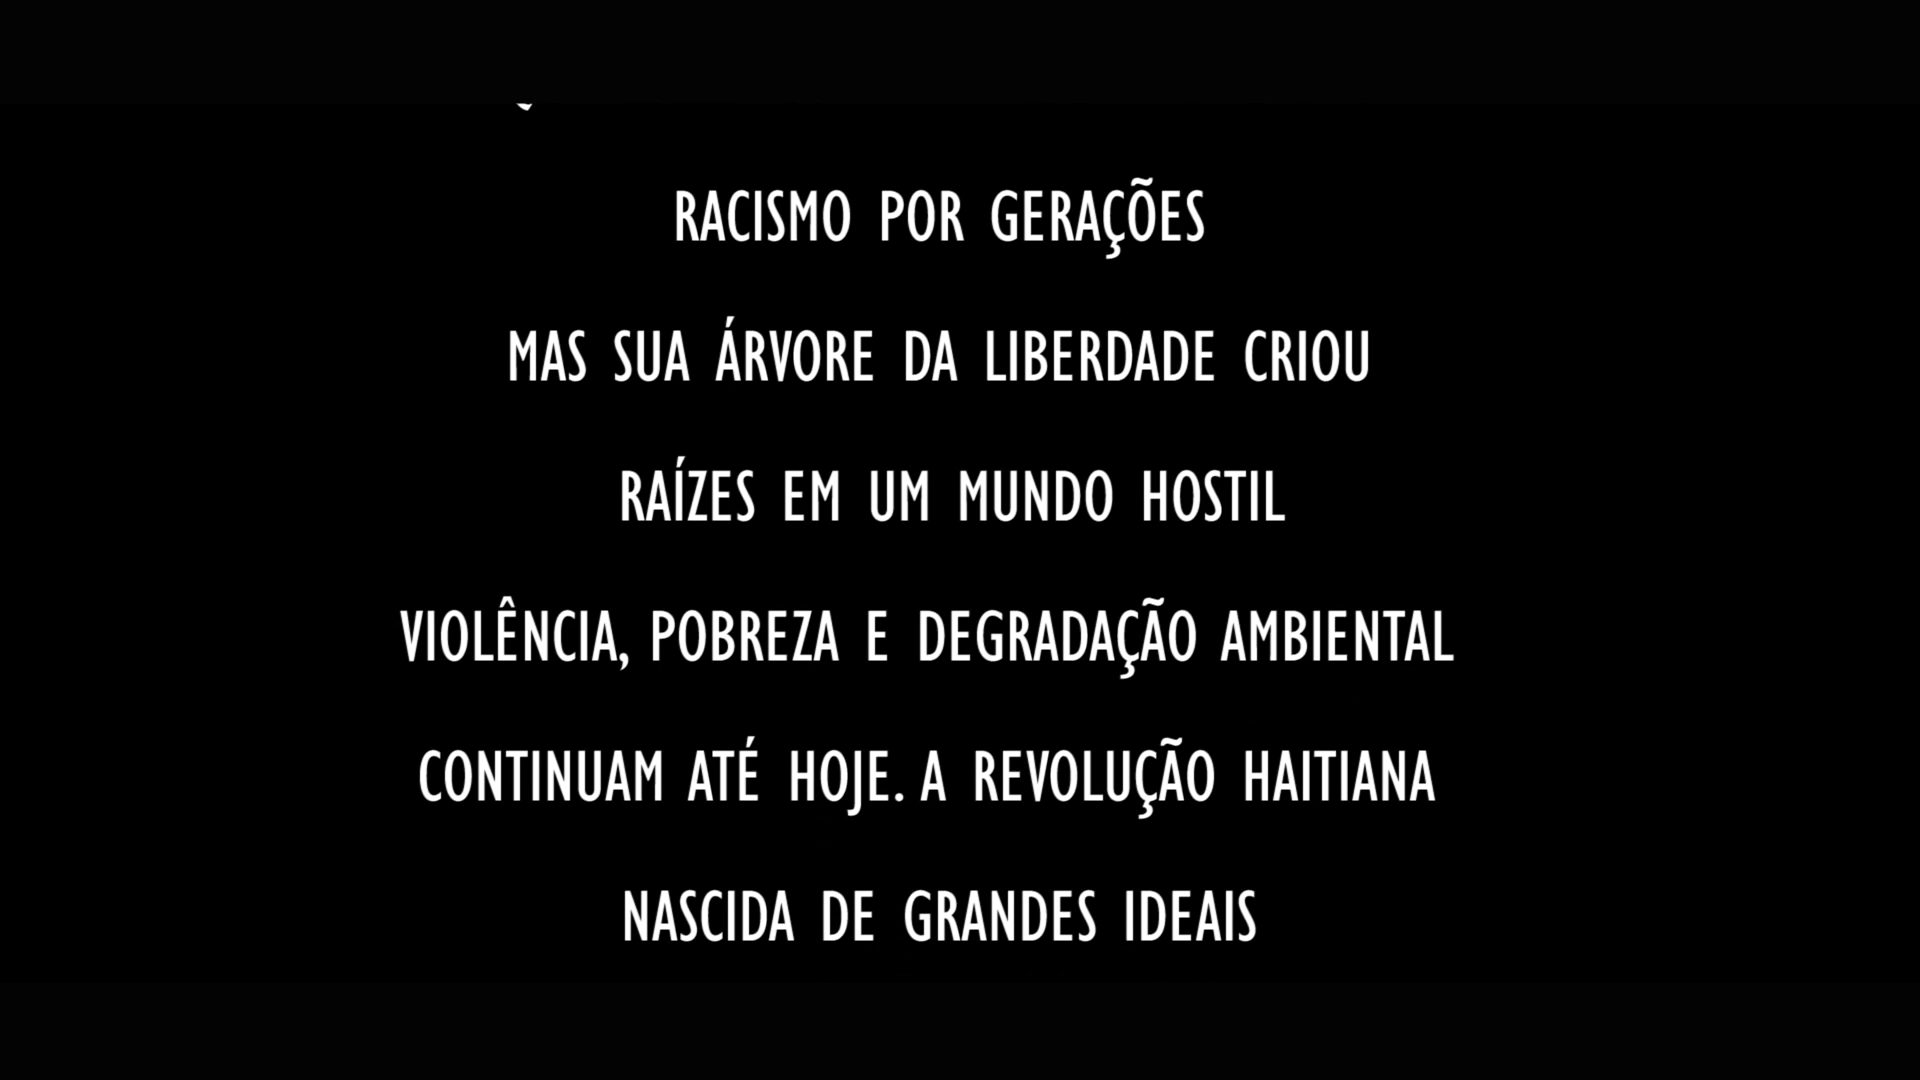 RACISMO POR GERAÇÕES
MAS SUA ÁRVORE DA LIBERDADE CRIOU
RAÍZES EM UM MUNDO HOSTIL
VIOLÊNCIA, POBREZA E DEGRADAÇÃO AMBIENTAL
CONTINUAM ATÉ HOJE. A REVOLUÇÃO HAITIANA
NASCIDA DE GRANDES IDEAIS